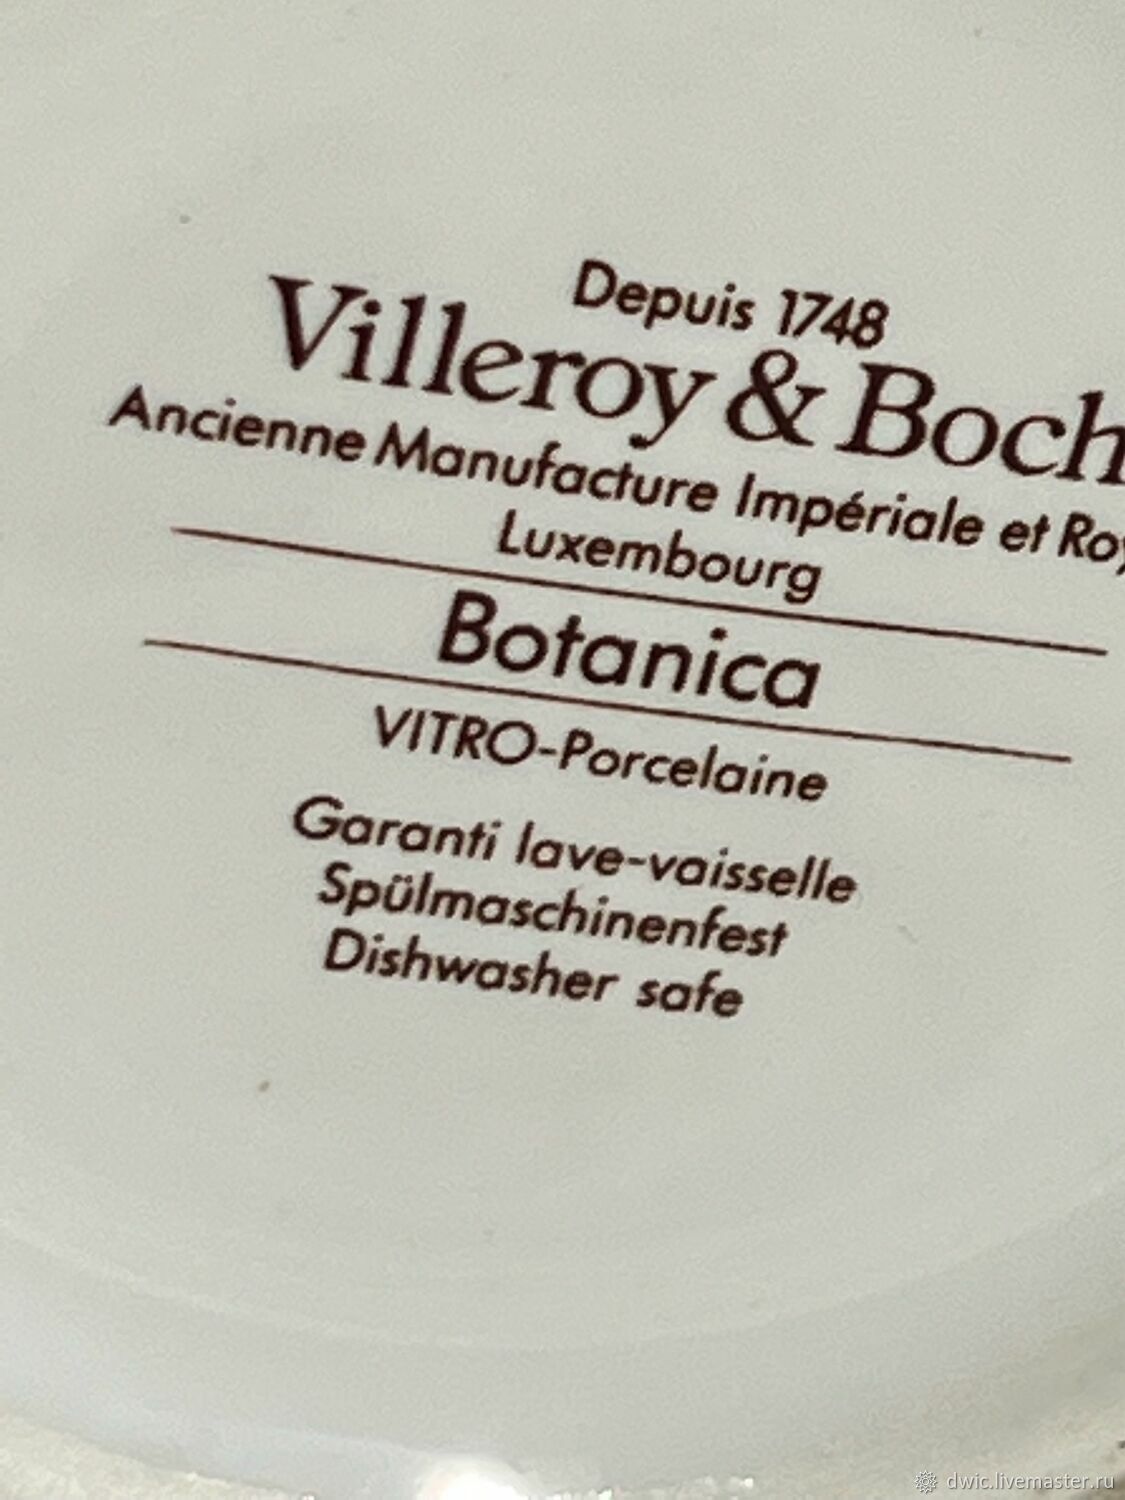 Depuis 1748
Villeroy & Boch
Ancienne Manufacture Impériale et
Luxembourg
Botanica
VITRO-Porcelaine
Garanti lave-vaisselle
Spülmaschinenfest
Dishwasher safe
dwic.livemaster.ru